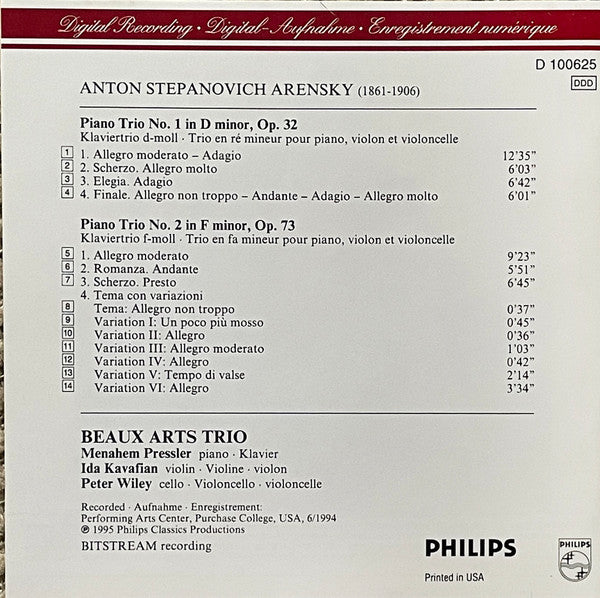 Digital Recording · Digital-Aufnahme · Enregistrement numérique
D 100625
DDD
ANTON STEPANOVICH ARENSKY (1861-1906)
Piano Trio No. 1 in D minor, Op. 32
Klaviertrio d-moll · Trio en ré mineur pour piano, violon et violoncelle
1 1. Allegro moderato – Adagio 12'35"
2 2. Scherzo. Allegro molto 6'03"
3 3. Elegia. Adagio 6'42"
4 4. Finale. Allegro non troppo – Andante – Adagio – Allegro molto 6'01"
Piano Trio No. 2 in F minor, Op. 73
Klaviertrio f-moll · Trio en fa mineur pour piano, violon et violoncelle
5 1. Allegro moderato 9'23"
6 2. Romanza. Andante 5'51"
7 3. Scherzo. Presto 6'45"
4. Tema con variazioni
8 Tema: Allegro non troppo 0'37"
9 Variation I: Un poco più mosso 0'45"
10 Variation II: Allegro 0'36"
11 Variation III: Allegro moderato 1'03"
12 Variation IV: Allegro 0'42"
13 Variation V: Tempo di valse 2'14"
14 Variation VI: Allegro 3'34"
BEAUX ARTS TRIO
Menahem Pressler piano · Klavier
Ida Kavafian violin · Violine · violon
Peter Wiley cello · Violoncello · violoncelle
Recorded · Aufnahme · Enregistrement:
Performing Arts Center, Purchase College, USA, 6/1994
℗ 1995 Philips Classics Productions
BITSTREAM recording
PHILIPS
Printed in USA
PHILIPS